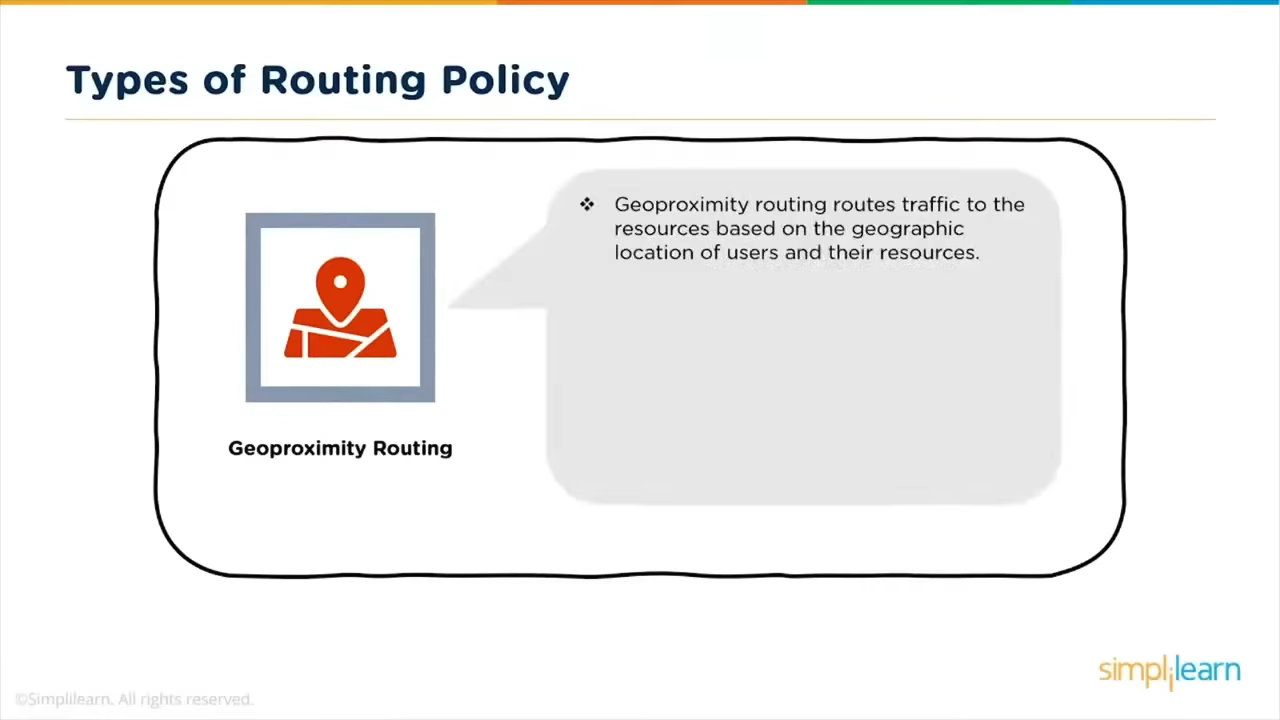 Types of Routing Policy
❖ Geoproximity routing routes traffic to the
resources based on the geographic
location of users and their resources.
Geoproximity Routing
simplilearn
©Simplilearn. All rights reserved.